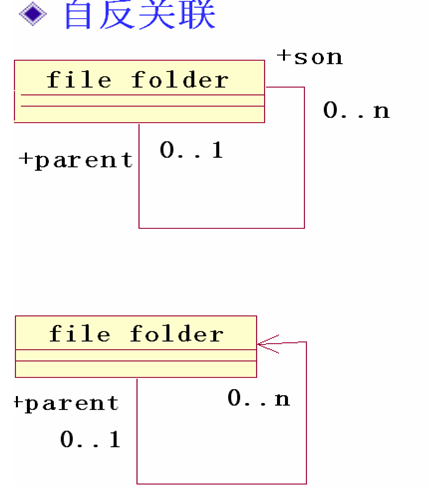 自反关联
+son
file folder
0..n
+parent
0..1
file folder
+parent
0..n
0..1